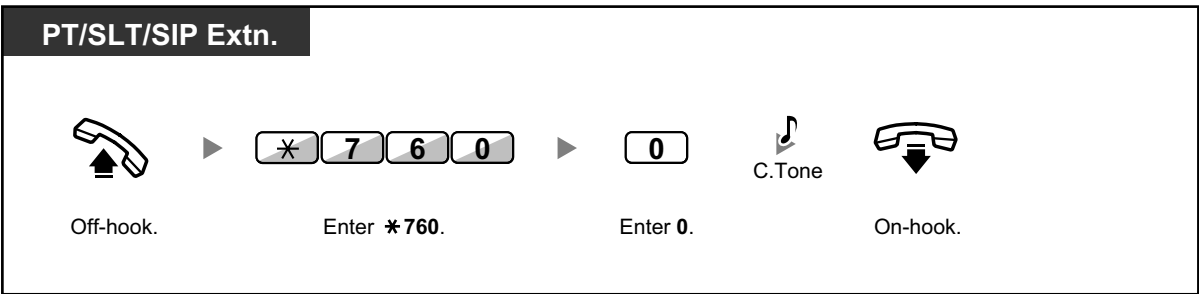 PT/SLT/SIP Extn.
* 7 6 0
0
C.Tone
Off-hook.
Enter *760.
Enter 0.
On-hook.